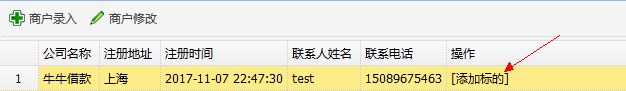 商户录入 商户修改
公司名称 注册地址 注册时间 联系人姓名 联系电话 操作
1 牛牛借款 上海 2017-11-07 22:47:30 test 15089675463 [添加标的]